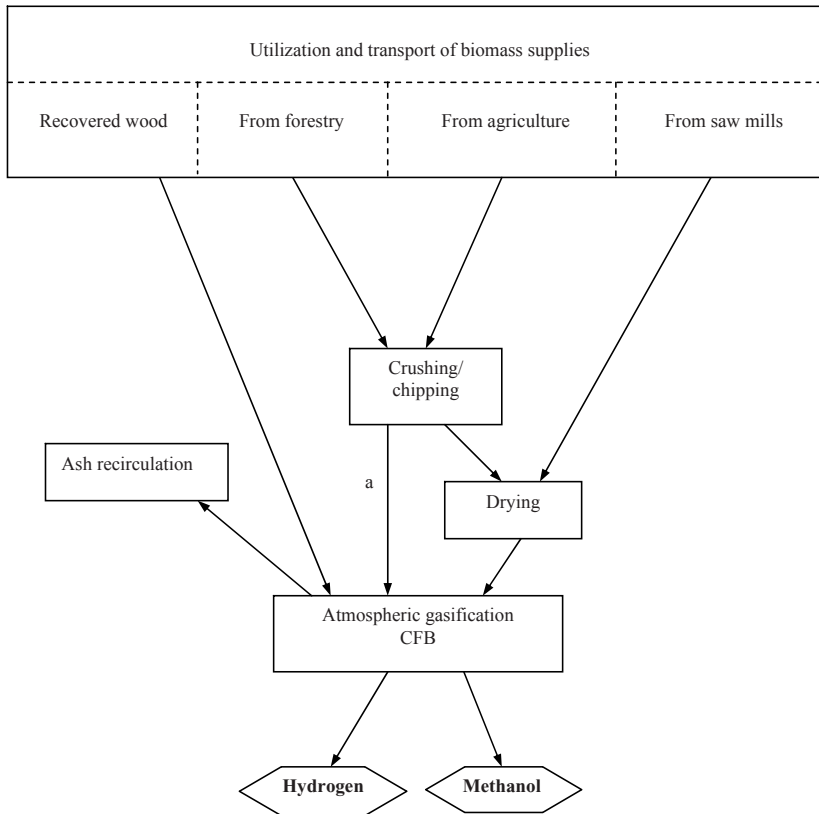 Utilization and transport of biomass supplies
Recovered wood
From forestry
From agriculture
From saw mills
Crushing/
chipping
Ash recirculation
a
Drying
Atmospheric gasification
CFB
Hydrogen
Methanol